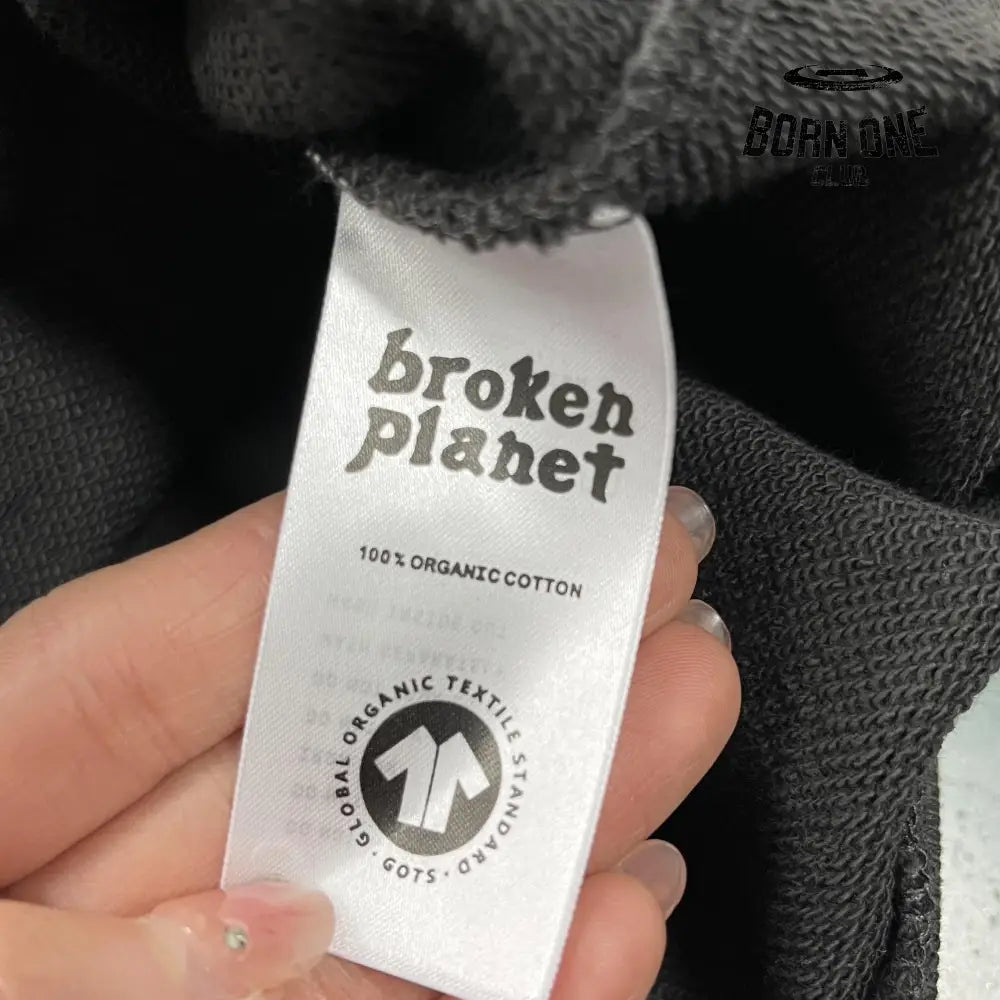 BORN ONE
CLUB
broken
planet
100% ORGANIC COTTON
GLOBAL ORGANIC TEXTILE STANDARD · GOTS ·